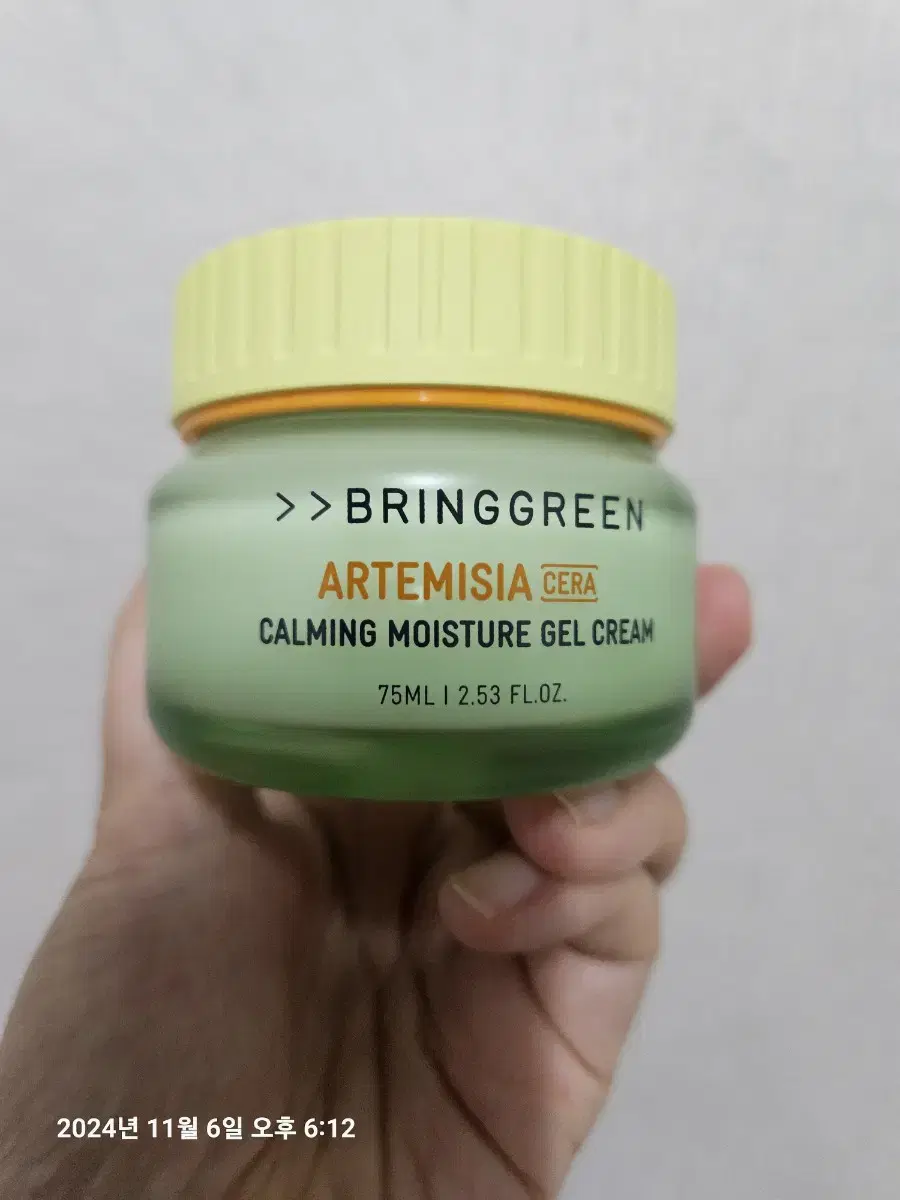 >>BRINGGREEN
ARTEMISIA CERA
CALMING MOISTURE GEL CREAM
75ML I 2.53 FL.OZ.
2024년 11월 6일 오후 6:12